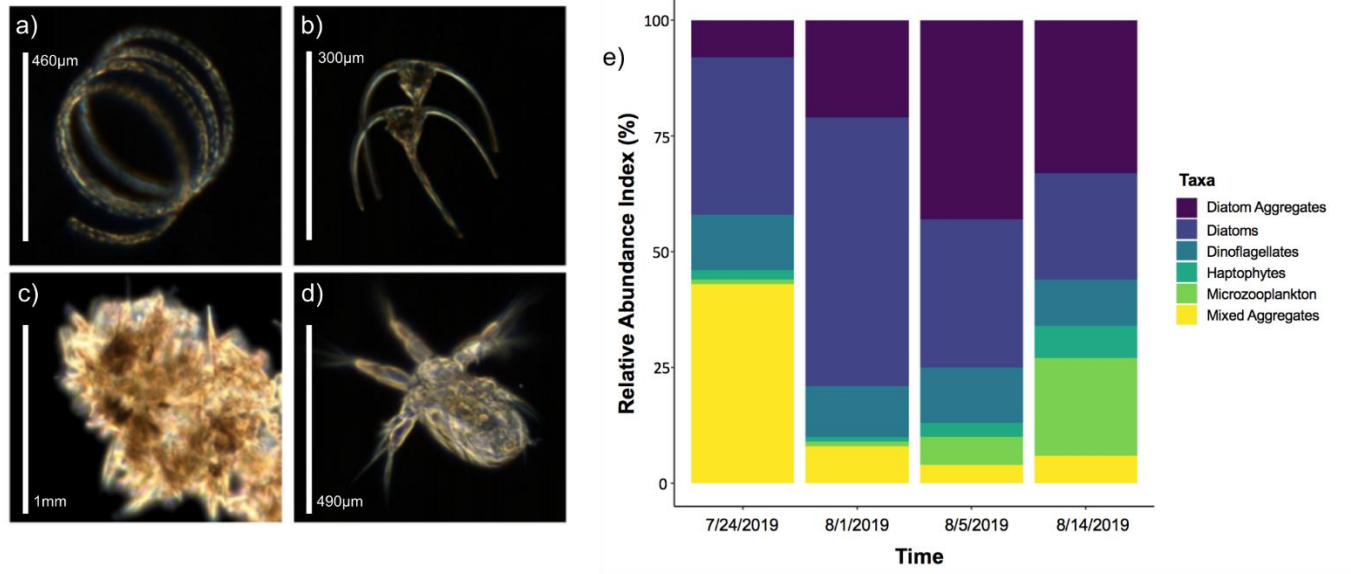 a)
460µm
b)
300µm
c)
1mm
d)
490µm
e)
Relative Abundance Index (%)
100
75
50
25
0
7/24/2019
8/1/2019
8/5/2019
8/14/2019
Time
Taxa
Diatom Aggregates
Diatoms
Dinoflagellates
Haptophytes
Microzooplankton
Mixed Aggregates